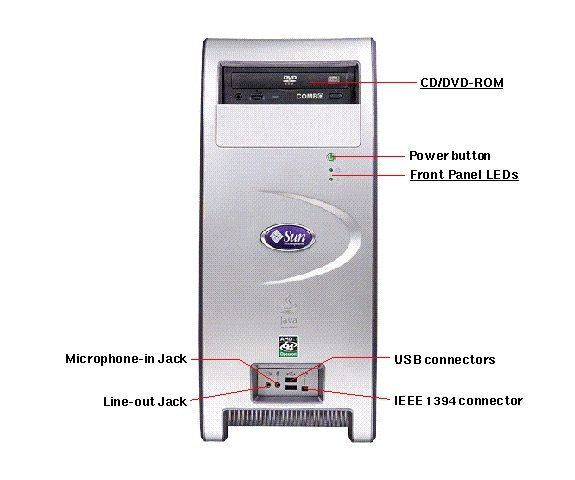 DVD
COMBO
CD/DVD-ROM
Power button
Front Panel LEDs
Sun
Java
AMD
Opteron
Microphone-in Jack
USB connectors
Line-out Jack
IEEE 1394 connector